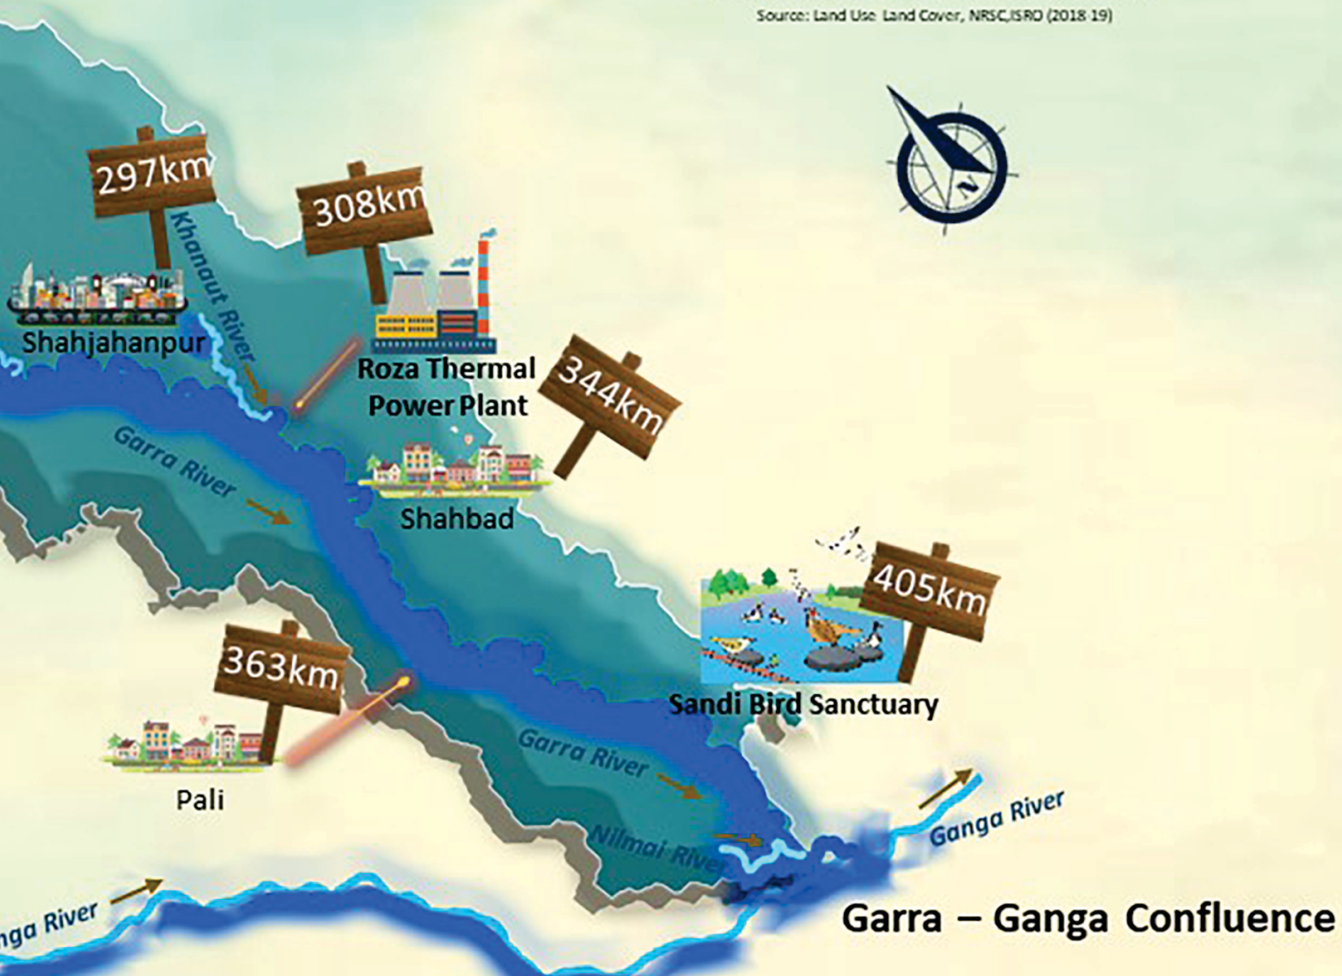 Source: Land Use Land Cover, NRSC,ISRO (2018-19)
N
297km
308km
Khanaut River
Shahjahanpur
Roza Thermal
Power Plant
344km
Garra River
Shahbad
405km
363km
Sandi Bird Sanctuary
Garra River
Pali
Nilmai River
Ganga River
nga River
Garra – Ganga Confluence